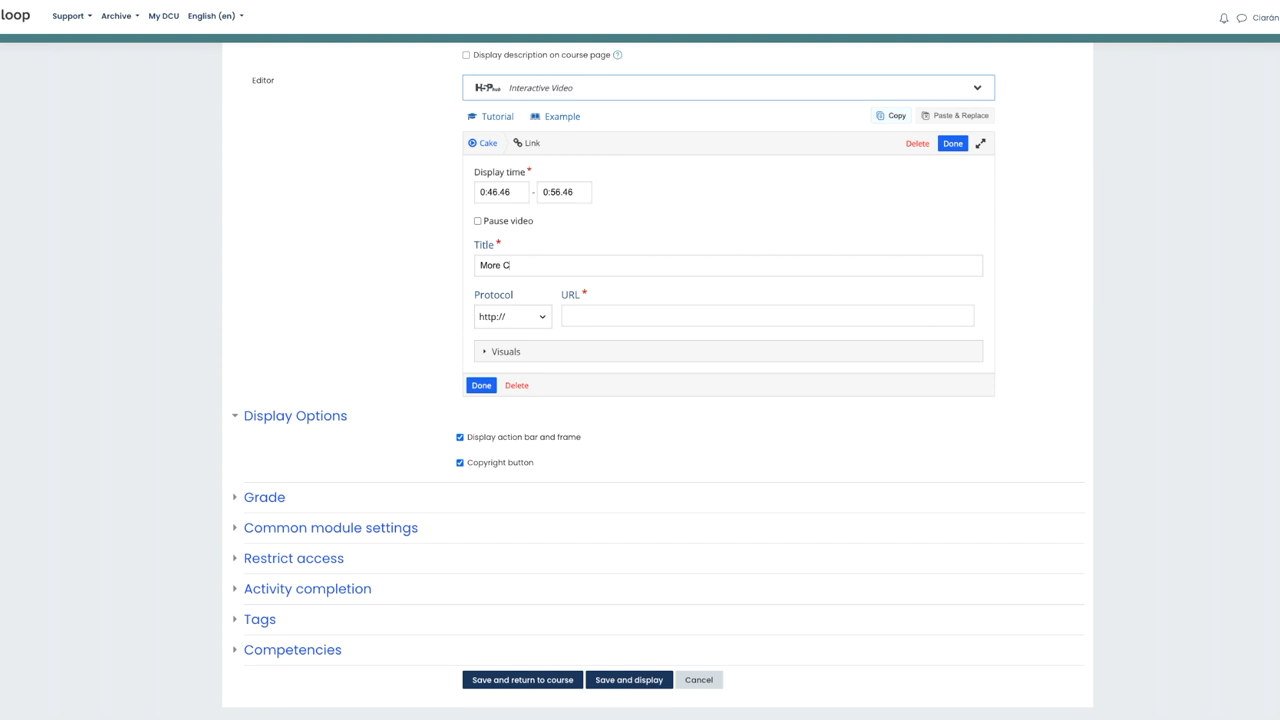 loop
Support
Archive
My DCU
English (en)
Ciarán
Display description on course page
Editor
H5P hub Interactive Video
Tutorial
Example
Copy
Paste & Replace
Cake
Link
Delete
Done
Display time *
0:46.46 - 0:56.46
Pause video
Title *
More C
Protocol
URL *
http://
Visuals
Done
Delete
Display Options
Display action bar and frame
Copyright button
Grade
Common module settings
Restrict access
Activity completion
Tags
Competencies
Save and return to course
Save and display
Cancel